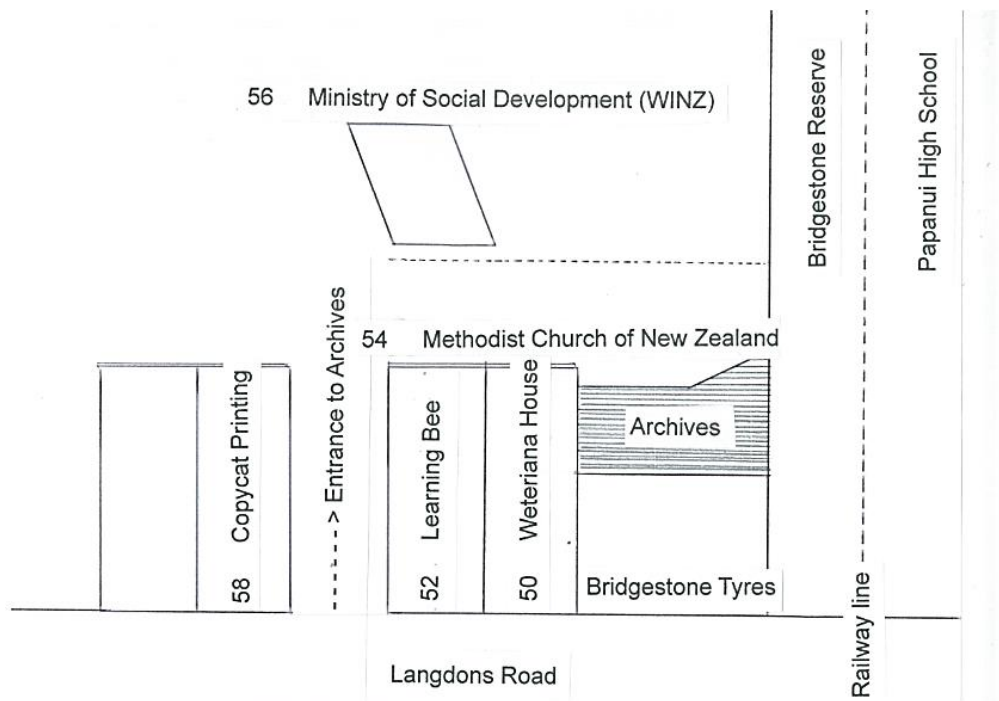 56 Ministry of Social Development (WINZ)
Bridgestone Reserve
Papanui High School
54 Methodist Church of New Zealand
- - - - - > Entrance to Archives
58 Copycat Printing
52 Learning Bee
50 Weteriana House
Archives
Bridgestone Tyres
Railway line
Langdons Road